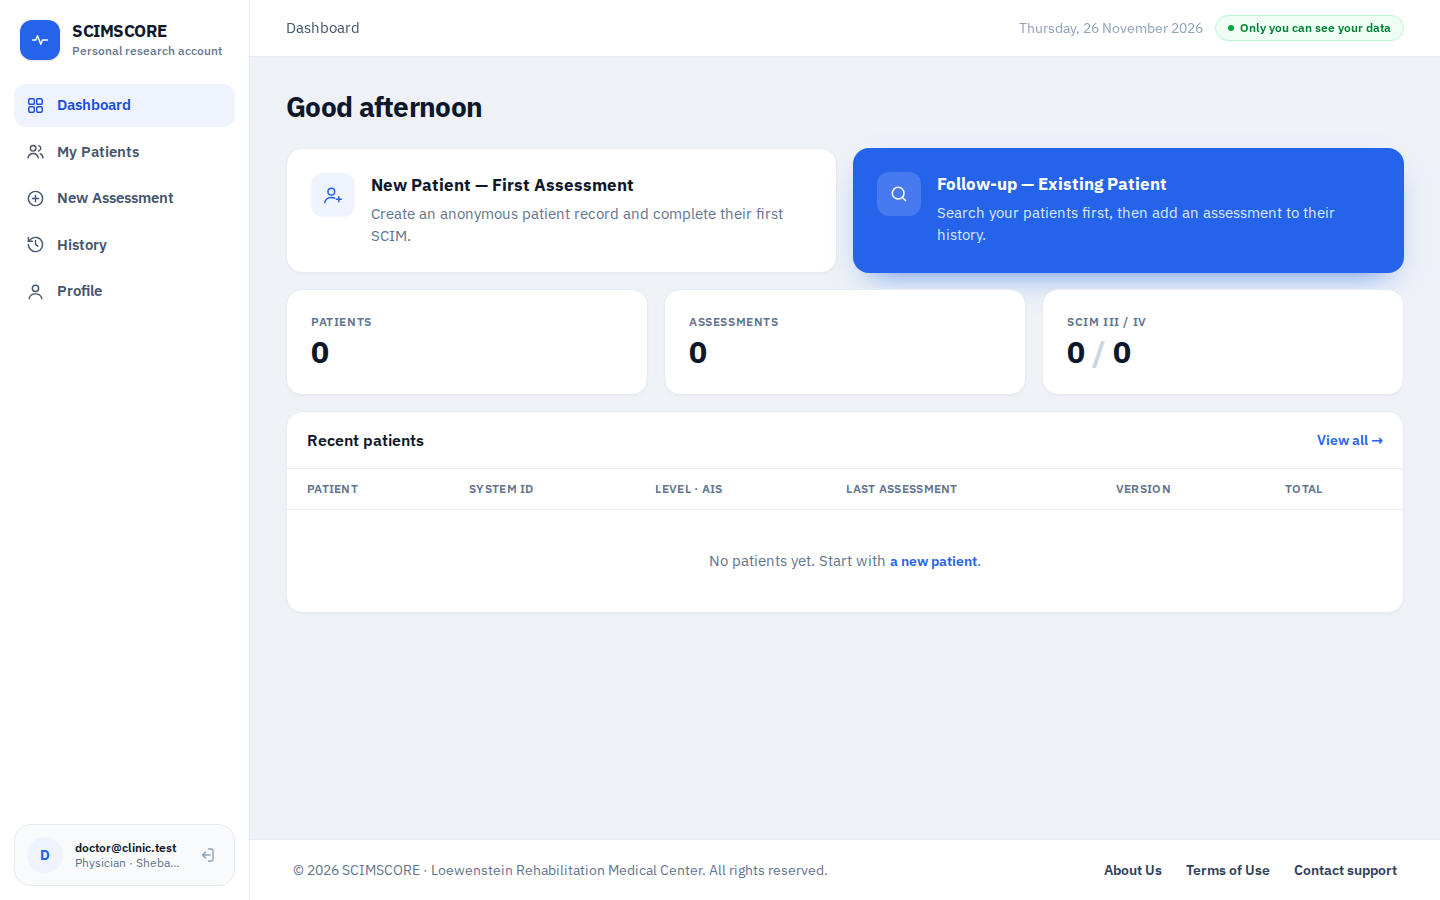 SCIMSCORE
Personal research account
Dashboard
My Patients
New Assessment
History
Profile
D
doctor@clinic.test
Physician · Sheba...
Dashboard
Thursday, 26 November 2026
Only you can see your data
Good afternoon
New Patient — First Assessment
Create an anonymous patient record and complete their first
SCIM.
Follow-up — Existing Patient
Search your patients first, then add an assessment to their
history.
PATIENTS
0
ASSESSMENTS
0
SCIM III / IV
0 / 0
Recent patients
View all →
PATIENT SYSTEM ID LEVEL · AIS LAST ASSESSMENT VERSION TOTAL
No patients yet. Start with a new patient.
© 2026 SCIMSCORE · Loewenstein Rehabilitation Medical Center. All rights reserved.
About Us Terms of Use Contact support